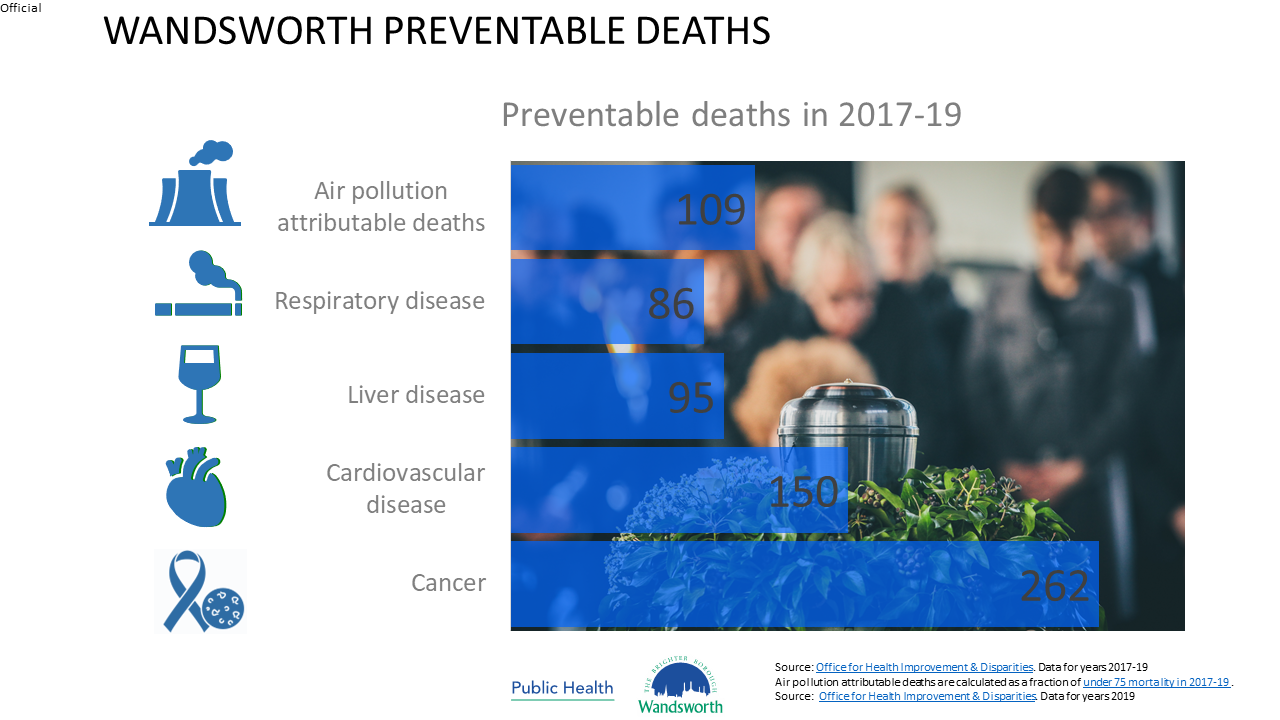 Official
WANDSWORTH PREVENTABLE DEATHS
Preventable deaths in 2017-19
Air pollution
attributable deaths
109
Respiratory disease
86
Liver disease
95
Cardiovascular
disease
150
Cancer
262
Public Health
THE BRIGHTER BOROUGH
Wandsworth
Source: Office for Health Improvement & Disparities. Data for years 2017-19
Air pollution attributable deaths are calculated as a fraction of under 75 mortality in 2017-19 .
Source: Office for Health Improvement & Disparities. Data for years 2019